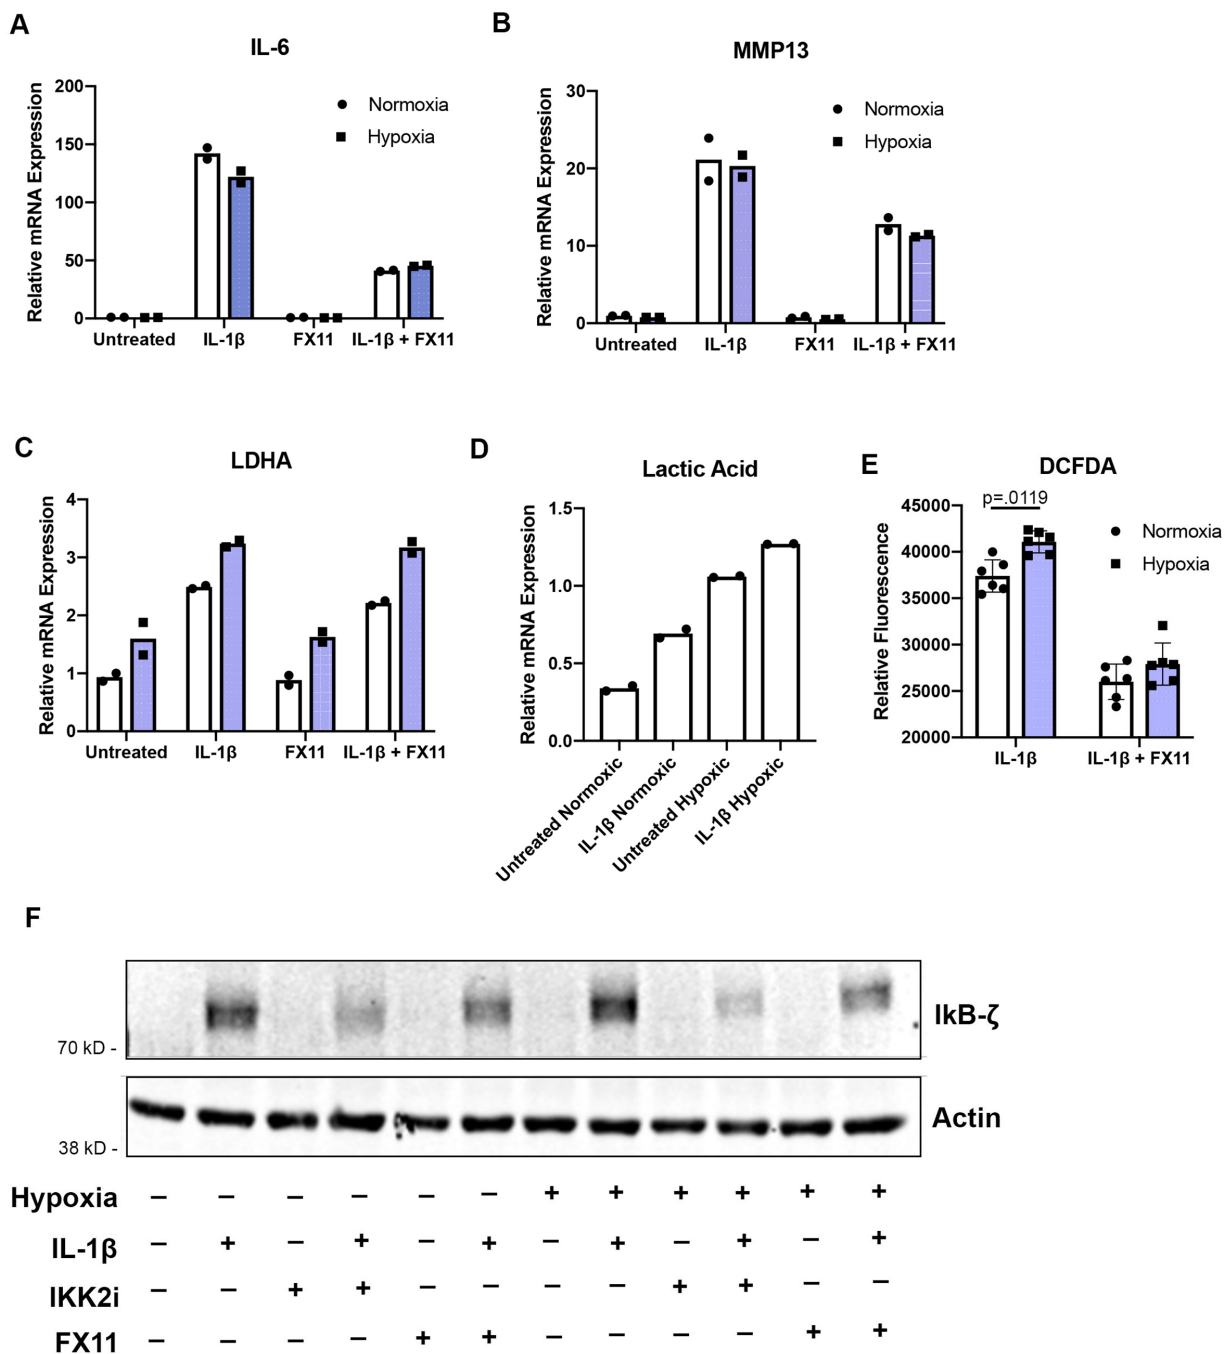 A
IL-6
Relative mRNA Expression
200
150
100
50
0
Normoxia
Hypoxia
Untreated IL-1β FX11 IL-1β + FX11
B
MMP13
Relative mRNA Expression
30
20
10
0
Normoxia
Hypoxia
Untreated IL-1β FX11 IL-1β + FX11
C
LDHA
Relative mRNA Expression
4
3
2
1
0
Untreated IL-1β FX11 IL-1β + FX11
D
Lactic Acid
Relative mRNA Expression
1.5
1.0
0.5
0.0
Untreated Normoxic
IL-1β Normoxic
Untreated Hypoxic
IL-1β Hypoxic
E
DCFDA
p=.0119
Relative Fluorescence
45000
40000
35000
30000
25000
20000
Normoxia
Hypoxia
IL-1β IL-1β + FX11
F
IkB-ζ
70 kD -
Actin
38 kD -
Hypoxia – – – – – – + + + + + +
IL-1β – + – + – + – + – + – +
IKK2i – – + + – – – – + + – –
FX11 – – – – + + – – – – + +